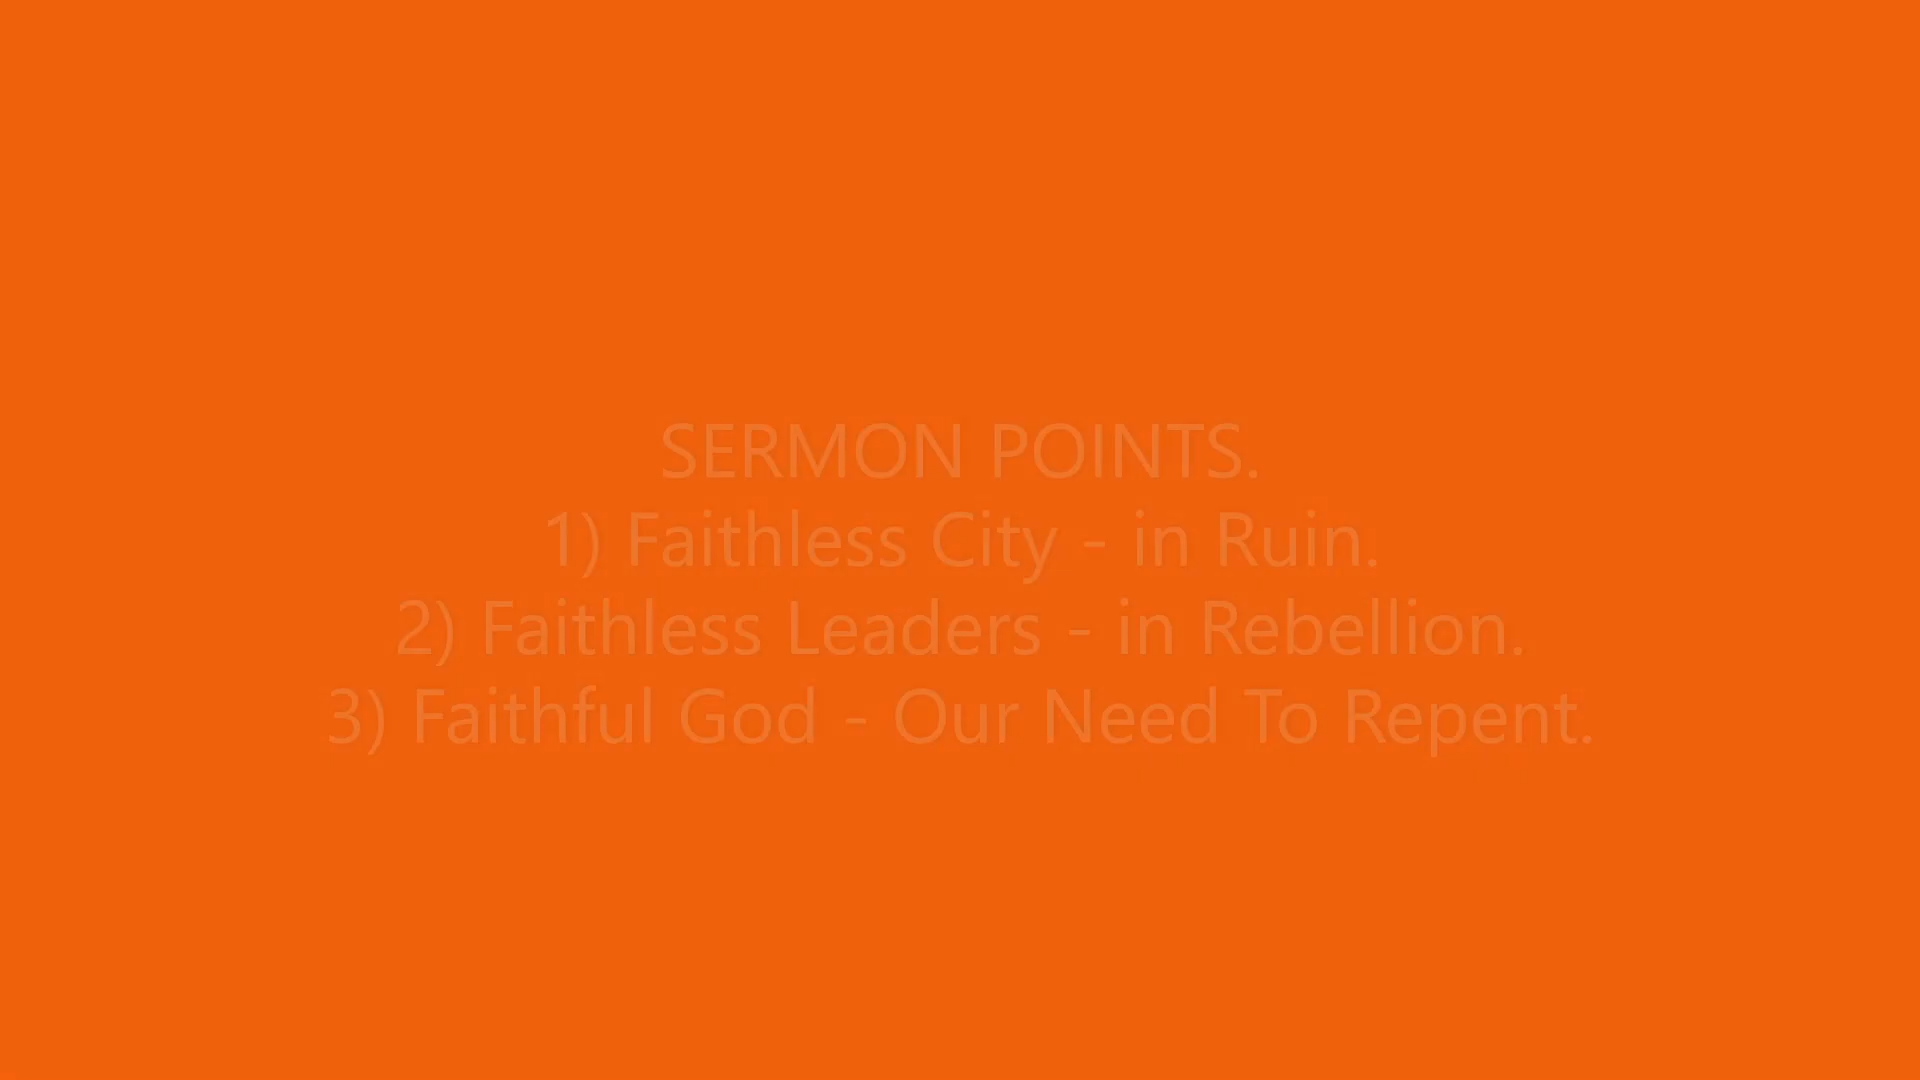 SERMON POINTS.
1) Faithless City - in Ruin.
2) Faithless Leaders - in Rebellion.
3) Faithful God - Our Need To Repent.